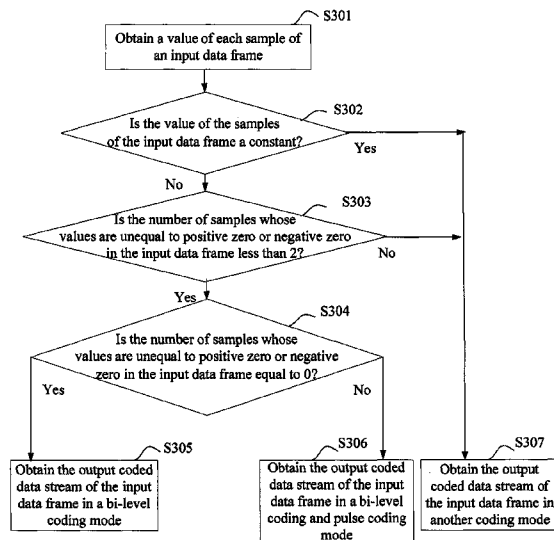 S301
Obtain a value of each sample of
an input data frame
S302
Is the value of the samples
of the input data frame a constant?
Yes
No
S303
Is the number of samples whose
values are unequal to positive zero or negative zero
in the input data frame less than 2?
No
Yes
S304
Is the number of samples whose
values are unequal to positive zero or negative
zero in the input data frame equal to 0?
Yes
No
S305
Obtain the output coded
data stream of the input
data frame in a bi-level
coding mode
S306
Obtain the output coded
data stream of the input
data frame in a bi-level
coding and pulse coding
mode
S307
Obtain the output
coded data stream of
the input data frame in
another coding mode